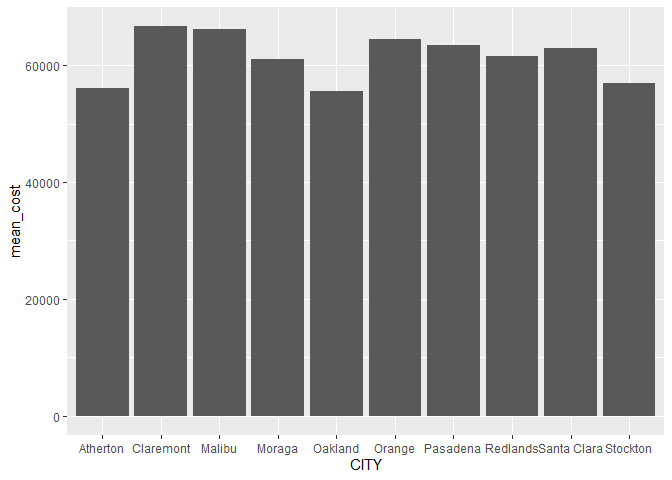 60000
40000
20000
0
mean_cost
Atherton Claremont Malibu Moraga Oakland Orange Pasadena Redlands Santa Clara Stockton
CITY